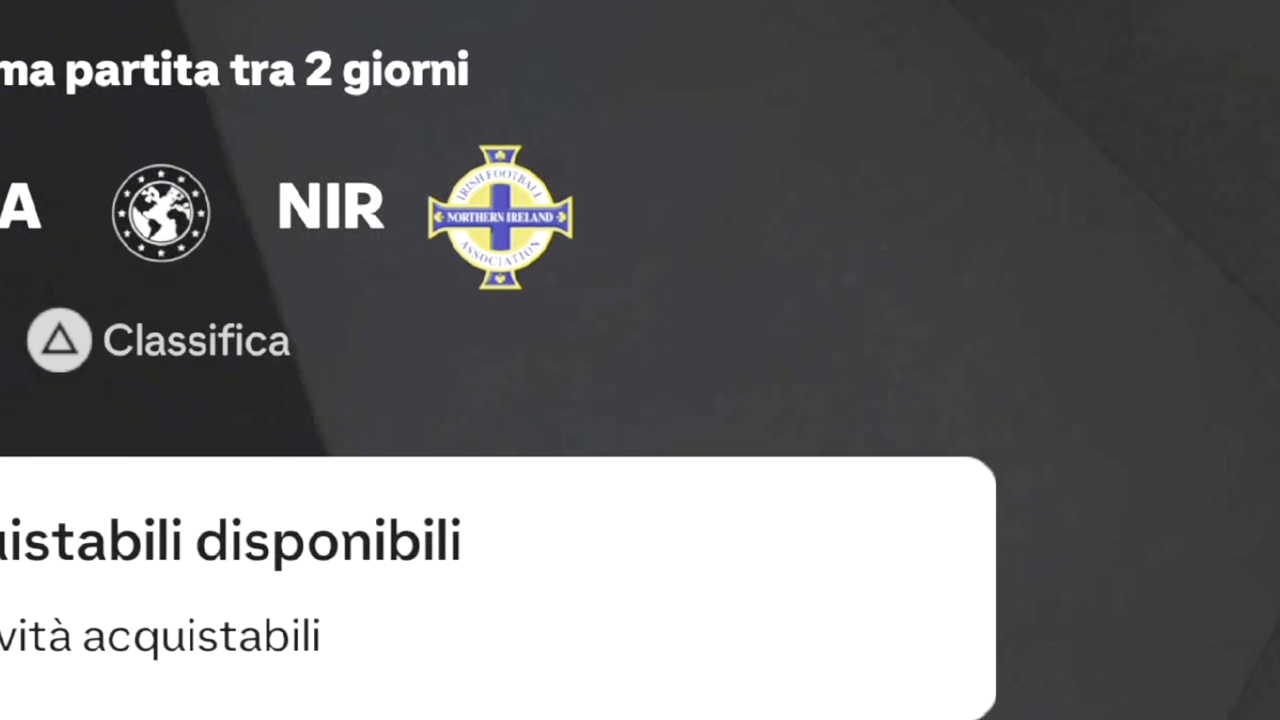 ma partita tra 2 giorni
A NIR
IRISH FOOTBALL
NORTHERN IRELAND
ASSOCIATION
Classifica
uistabili disponibili
vità acquistabili